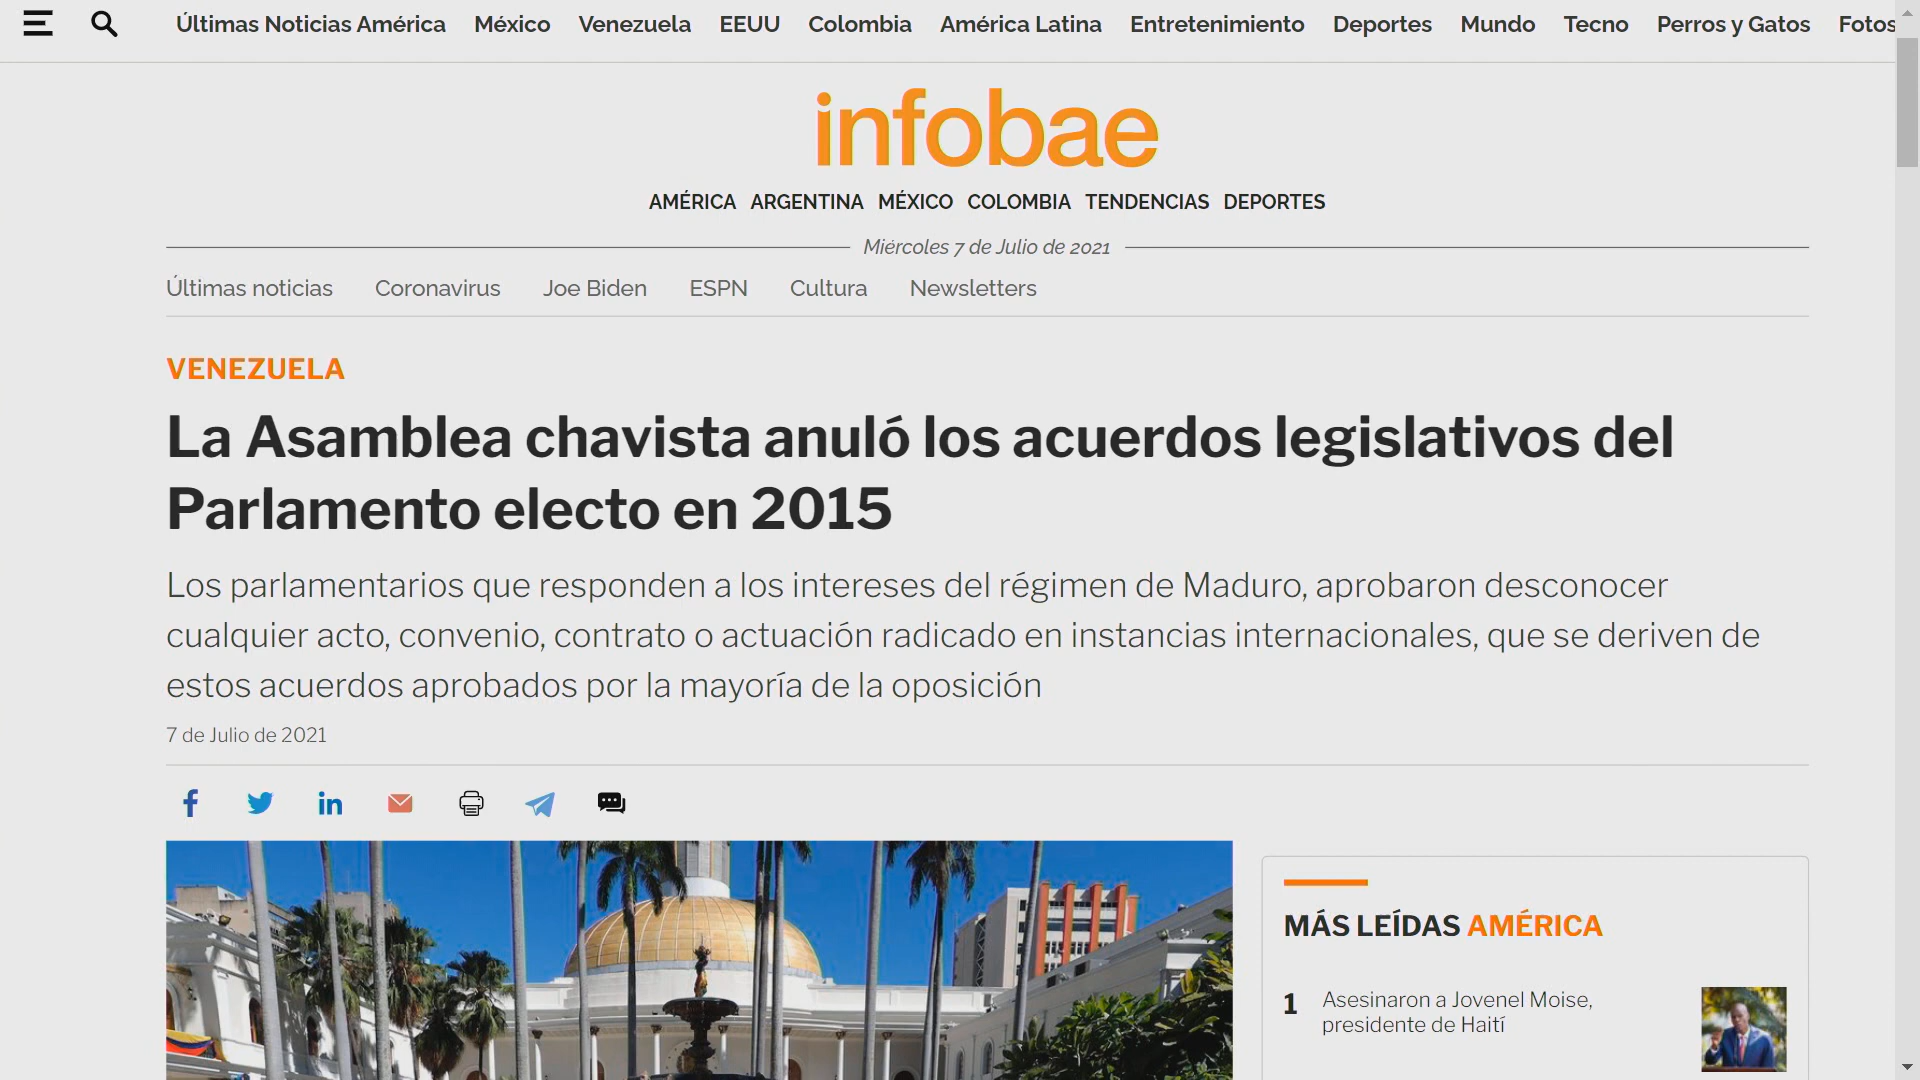 Últimas Noticias América México Venezuela EEUU Colombia América Latina Entretenimiento Deportes Mundo Tecno Perros y Gatos Fotos
infobae
AMÉRICA ARGENTINA MÉXICO COLOMBIA TENDENCIAS DEPORTES
Miércoles 7 de Julio de 2021
Últimas noticias Coronavirus Joe Biden ESPN Cultura Newsletters
VENEZUELA
La Asamblea chavista anuló los acuerdos legislativos del
Parlamento electo en 2015
Los parlamentarios que responden a los intereses del régimen de Maduro, aprobaron desconocer
cualquier acto, convenio, contrato o actuación radicado en instancias internacionales, que se deriven de
estos acuerdos aprobados por la mayoría de la oposición
7 de Julio de 2021
MÁS LEÍDAS AMÉRICA
1 Asesinaron a Jovenel Moise,
presidente de Haití